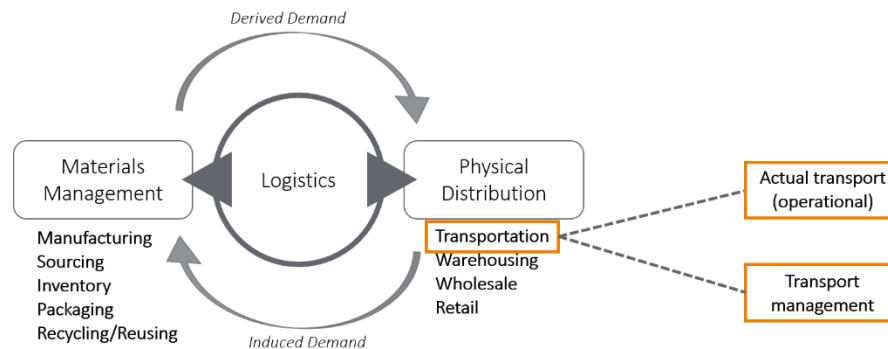 Derived Demand
Materials
Management
Logistics
Physical
Distribution
Actual transport
(operational)
Manufacturing
Sourcing
Inventory
Packaging
Recycling/Reusing
Transportation
Warehousing
Wholesale
Retail
Transport
management
Induced Demand